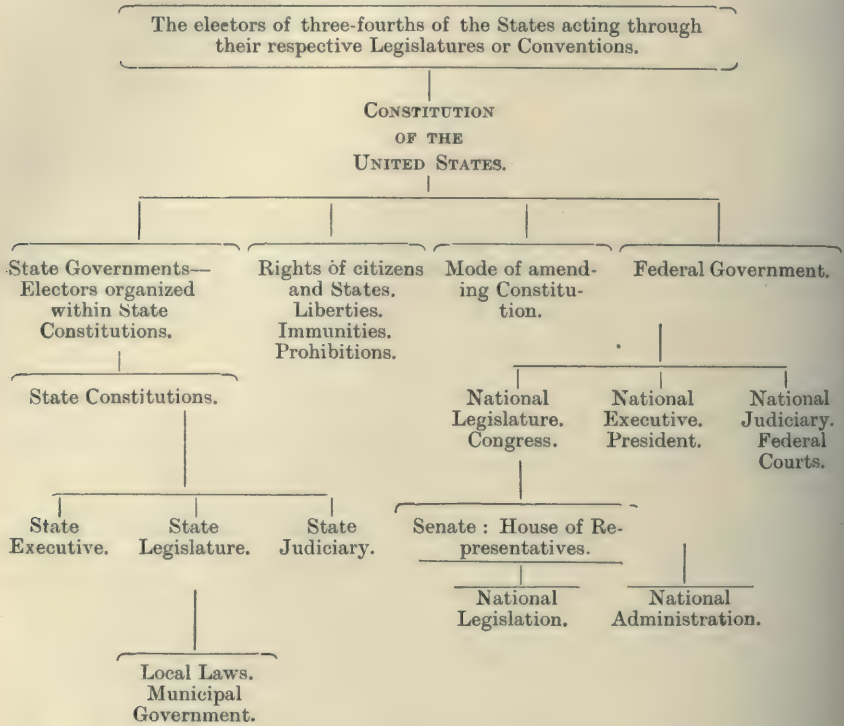 The electors of three-fourths of the States acting through
their respective Legislatures or Conventions.
CONSTITUTION
OF THE
UNITED STATES.
State Governments—
Electors organized
within State
Constitutions.
Rights of citizens
and States.
Liberties.
Immunities.
Prohibitions.
Mode of amend-
ing Constitu-
tion.
Federal Government.
State Constitutions.
National
Legislature.
Congress.
National
Executive.
President.
National
Judiciary.
Federal
Courts.
State
Executive.
State
Legislature.
State
Judiciary.
Senate : House of Re-
presentatives.
National
Legislation.
National
Administration.
Local Laws.
Municipal
Government.